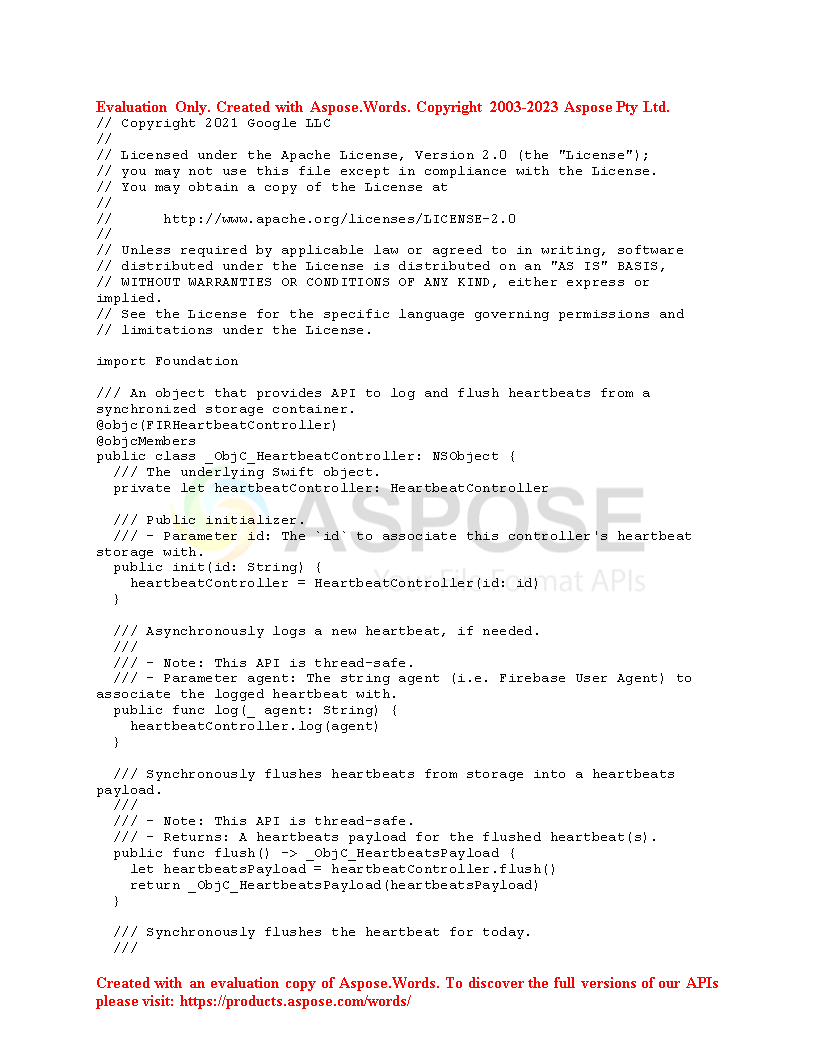 Evaluation Only. Created with Aspose.Words. Copyright 2003-2023 Aspose Pty Ltd.
// Copyright 2021 Google LLC
//
// Licensed under the Apache License, Version 2.0 (the "License");
// you may not use this file except in compliance with the License.
// You may obtain a copy of the License at
//
//      http://www.apache.org/licenses/LICENSE-2.0
//
// Unless required by applicable law or agreed to in writing, software
// distributed under the License is distributed on an "AS IS" BASIS,
// WITHOUT WARRANTIES OR CONDITIONS OF ANY KIND, either express or
implied.
// See the License for the specific language governing permissions and
// limitations under the License.

import Foundation

/// An object that provides API to log and flush heartbeats from a
synchronized storage container.
@objc(FIRHeartbeatController)
@objcMembers
public class _ObjC_HeartbeatController: NSObject {
  /// The underlying Swift object.
  private let heartbeatController: HeartbeatController

  /// Public initializer.
  /// - Parameter id: The `id` to associate this controller's heartbeat
storage with.
  public init(id: String) {
    heartbeatController = HeartbeatController(id: id)
  }

  /// Asynchronously logs a new heartbeat, if needed.
  ///
  /// - Note: This API is thread-safe.
  /// - Parameter agent: The string agent (i.e. Firebase User Agent) to
associate the logged heartbeat with.
  public func log(_ agent: String) {
    heartbeatController.log(agent)
  }

  /// Synchronously flushes heartbeats from storage into a heartbeats
payload.
  ///
  /// - Note: This API is thread-safe.
  /// - Returns: A heartbeats payload for the flushed heartbeat(s).
  public func flush() -> _ObjC_HeartbeatsPayload {
    let heartbeatsPayload = heartbeatController.flush()
    return _ObjC_HeartbeatsPayload(heartbeatsPayload)
  }

  /// Synchronously flushes the heartbeat for today.
  ///
ASPOSE
Your File Format APIs
Created with an evaluation copy of Aspose.Words. To discover the full versions of our APIs
please visit: https://products.aspose.com/words/